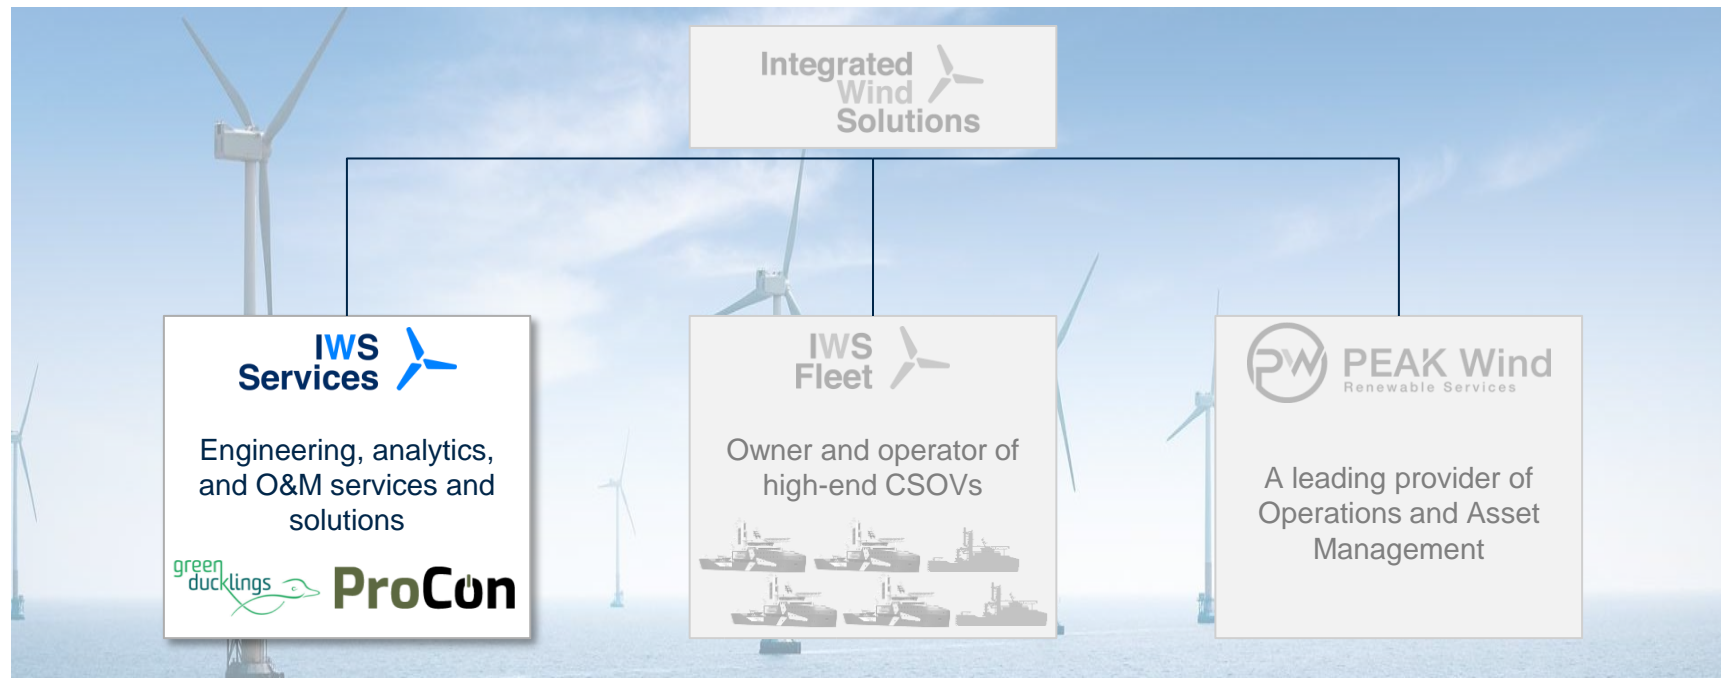 Integrated
Wind
Solutions
IWS
Services
Engineering, analytics,
and O&M services and
solutions
green
ducklings
ProCon
IWS
Fleet
Owner and operator of
high-end CSOVs
PW
PEAK Wind
Renewable Services
A leading provider of
Operations and Asset
Management